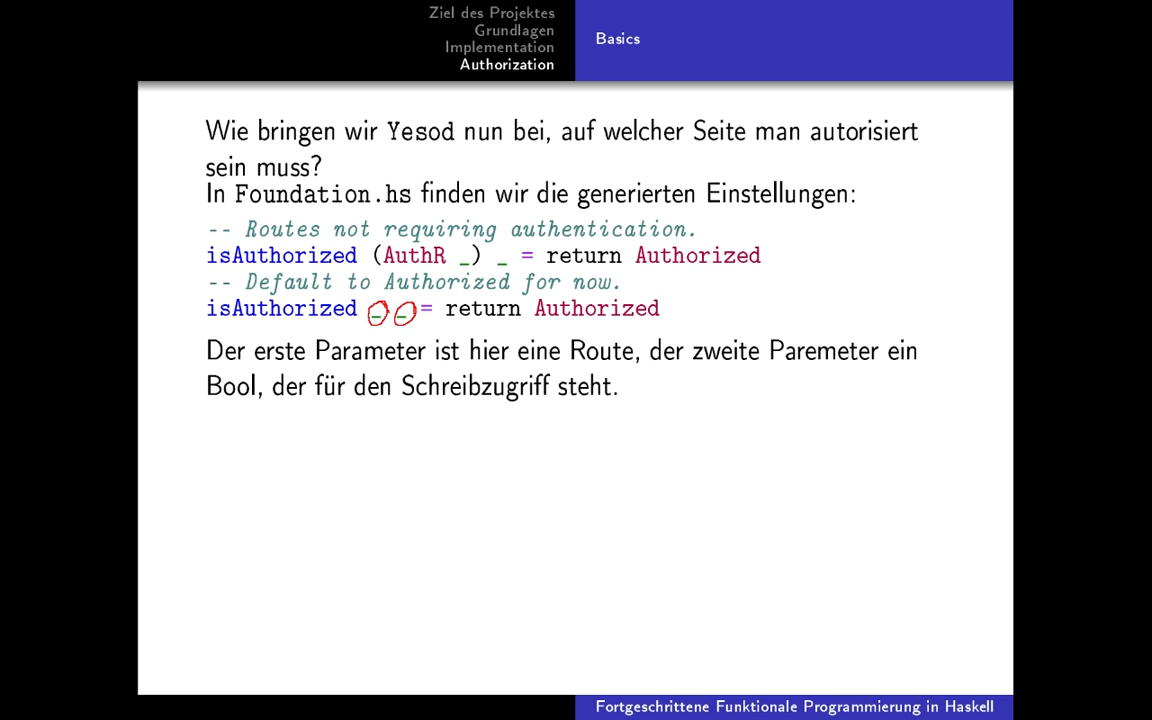 Ziel des Projektes
Grundlagen
Implementation
Authorization
Basics
Wie bringen wir Yesod nun bei, auf welcher Seite man autorisiert
sein muss?
In Foundation.hs finden wir die generierten Einstellungen:
-- Routes not requiring authentication.
isAuthorized (AuthR _) _ = return Authorized
-- Default to Authorized for now.
isAuthorized _ _ = return Authorized
Der erste Parameter ist hier eine Route, der zweite Paremeter ein
Bool, der für den Schreibzugriff steht.
Fortgeschrittene Funktionale Programmierung in Haskell